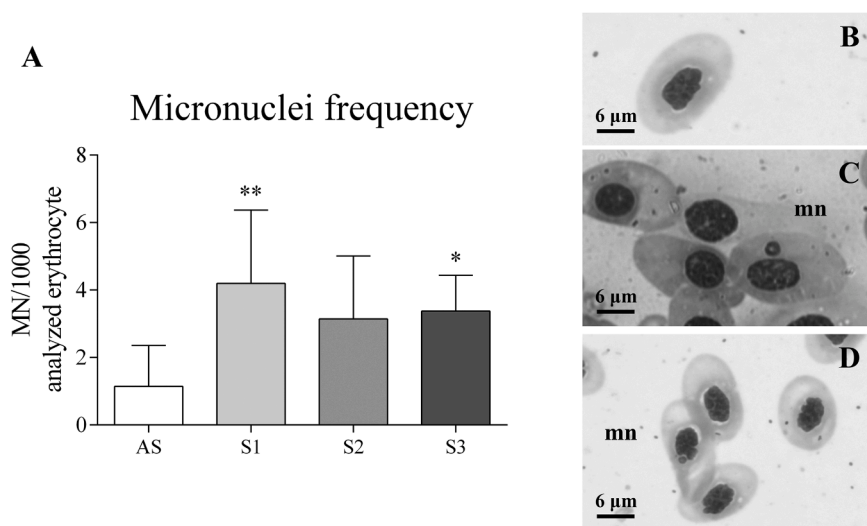 A
Micronuclei frequency
MN/1000
analyzed erythrocyte
8
6
4
2
0
**
*
AS
S1
S2
S3
B
6 µm
C
mn
6 µm
D
mn
6 µm